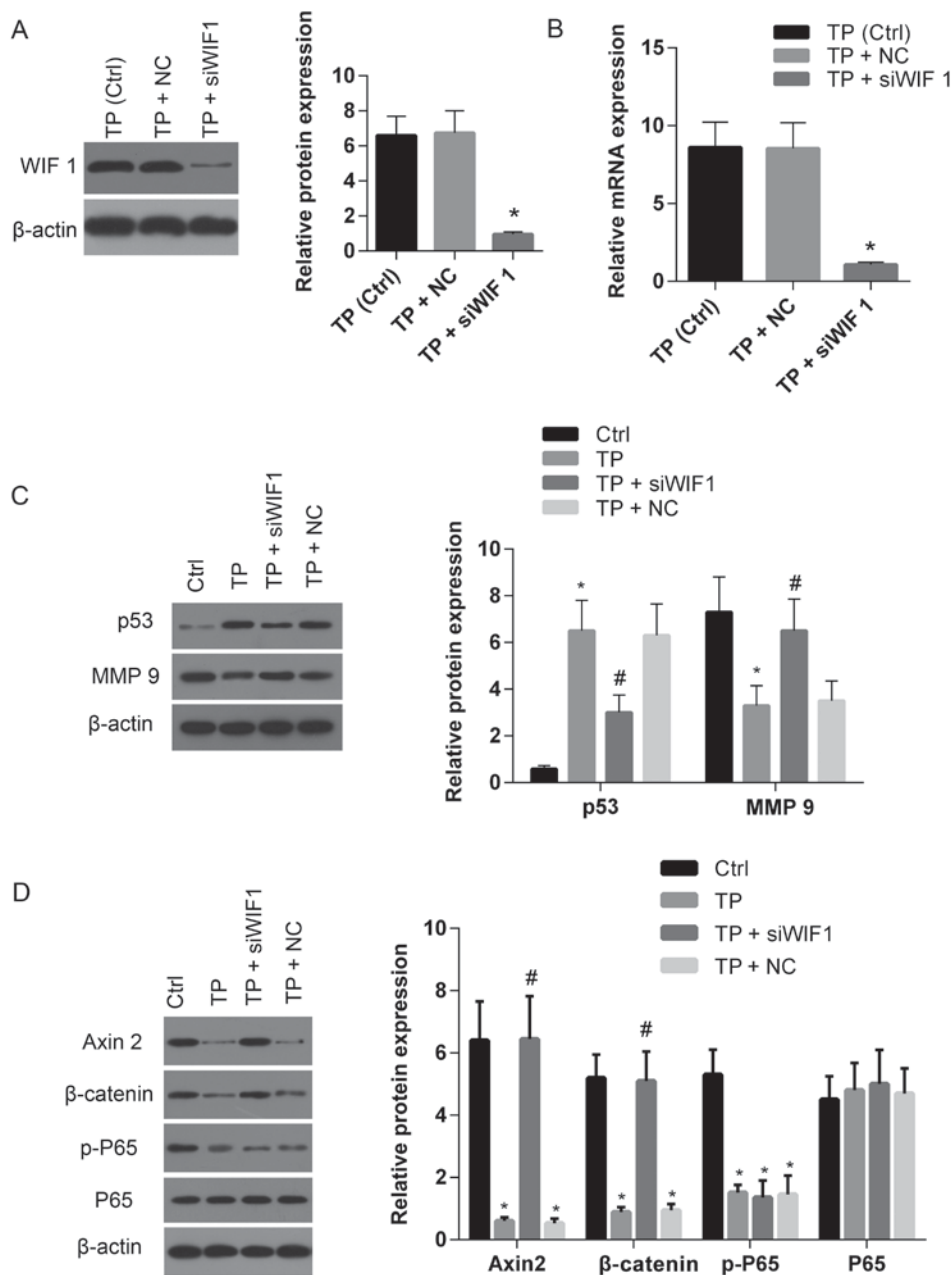 A
TP (Ctrl)
TP + NC
TP + siWIF1
WIF 1
β-actin
Relative protein expression
8
6
4
2
0
*
TP (Ctrl)
TP + NC
TP + siWIF 1
B
TP (Ctrl)
TP + NC
TP + siWIF 1
Relative mRNA expression
15
10
5
0
*
TP (Ctrl)
TP + NC
TP + siWIF 1
C
Ctrl
TP
TP + siWIF1
TP + NC
p53
MMP 9
β-actin
Ctrl
TP
TP + siWIF1
TP + NC
Relative protein expression
10
8
6
4
2
0
* # * #
p53 MMP 9
D
Ctrl
TP
TP + siWIF1
TP + NC
Axin 2
β-catenin
p-P65
P65
β-actin
Ctrl
TP
TP + siWIF1
TP + NC
Relative protein expression
10
8
6
4
2
0
* # * * # * * * *
Axin2 β-catenin p-P65 P65